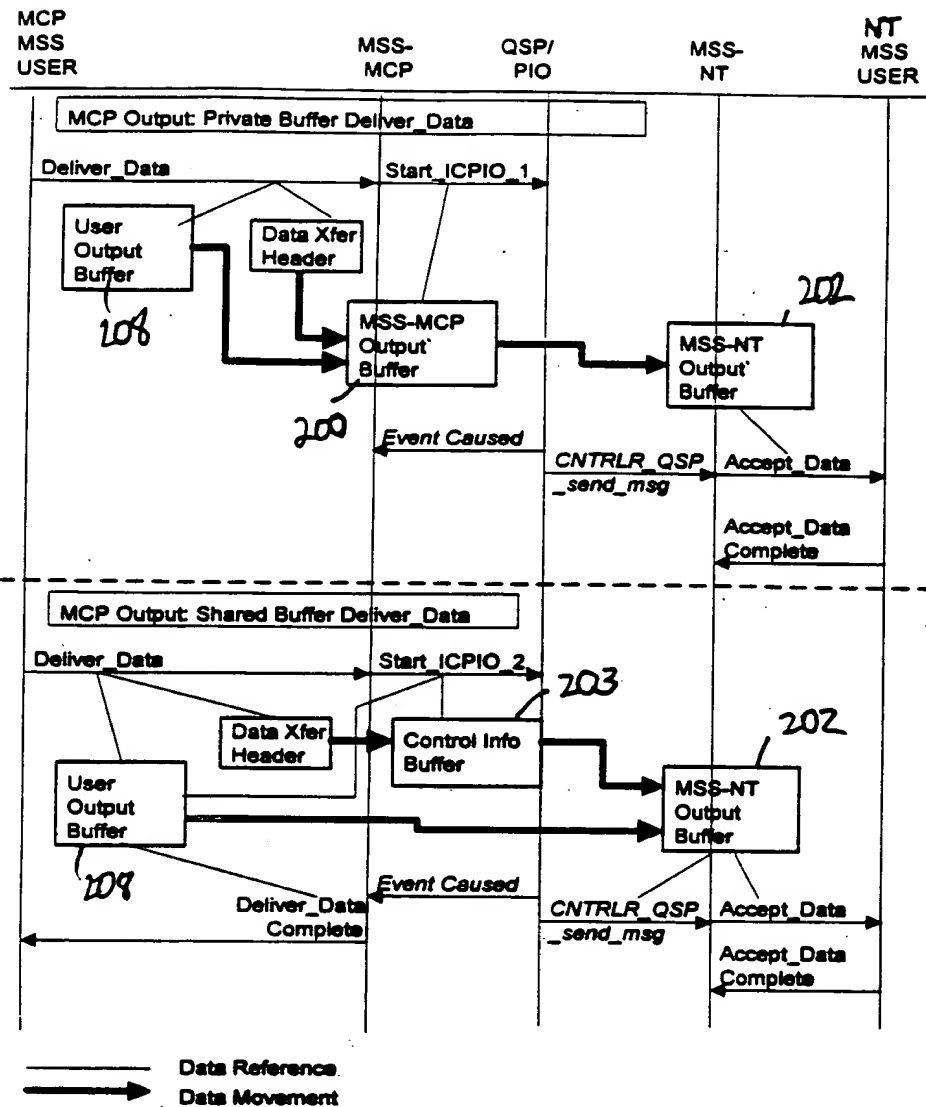 MCP
MSS
USER
MSS-
MCP
QSP/
PIO
MSS-
NT
NT
MSS
USER
MCP Output: Private Buffer Deliver_Data
Deliver_Data
Start_ICPIO_1
User
Output
Buffer
208
Data Xfer
Header
MSS-MCP
Output
Buffer
200
202
MSS-NT
Output
Buffer
Event Caused
CNTRLR_QSP
_send_msg
Accept_Data
Accept_Data
Complete
MCP Output: Shared Buffer Deliver_Data
Deliver_Data
Start_ICPIO_2
203
Data Xfer
Header
Control Info
Buffer
202
User
Output
Buffer
208
MSS-NT
Output
Buffer
Event Caused
Deliver_Data
Complete
CNTRLR_QSP
_send_msg
Accept_Data
Accept_Data
Complete
Data Reference
Data Movement